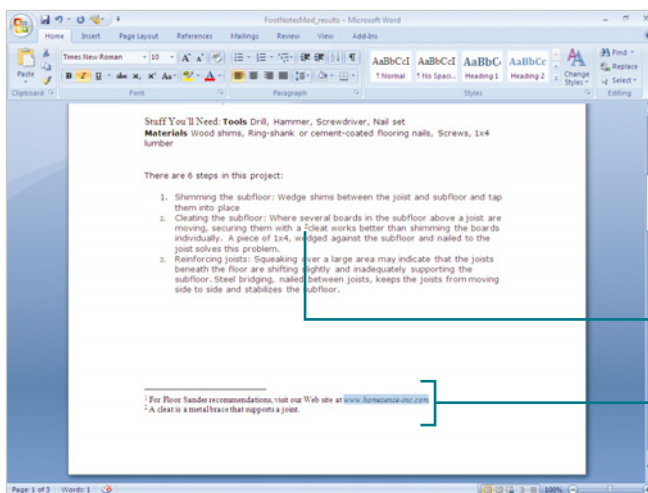 FootNotesMod_results - Microsoft Word
Home Insert Page Layout References Mailings Review View Add-Ins
Times New Roman 10 Find
Replace
Paste AaBbCcI AaBbCcI AaBbC AaBbCc Change Styles Select
¶ Normal ¶ No Spaci... Heading 1 Heading 2
Clipboard Font Paragraph Styles Editing
Stuff You'll Need: Tools Drill, Hammer, Screwdriver, Nail set
Materials Wood shims, Ring-shank or cement-coated flooring nails, Screws, 1x4
lumber
There are 6 steps in this project:
1. Shimming the subfloor: Wedge shims between the joist and subfloor and tap
them into place
2. Cleating the subfloor: Where several boards in the subfloor above a joist are
moving, securing them with a ²cleat works better than shimming the boards
individually. A piece of 1x4, wedged against the subfloor and nailed to the
joist solves this problem.
3. Reinforcing joists: Squeaking over a large area may indicate that the joists
beneath the floor are shifting slightly and inadequately supporting the
subfloor. Steel bridging, nailed between joists, keeps the joists from moving
side to side and stabilizes the subfloor.
¹ For Floor Sander recommendations, visit our Web site at www.homesense-inc.com
² A cleat is a metal brace that supports a joint.
Page: 1 of 3 Words: 1 100%